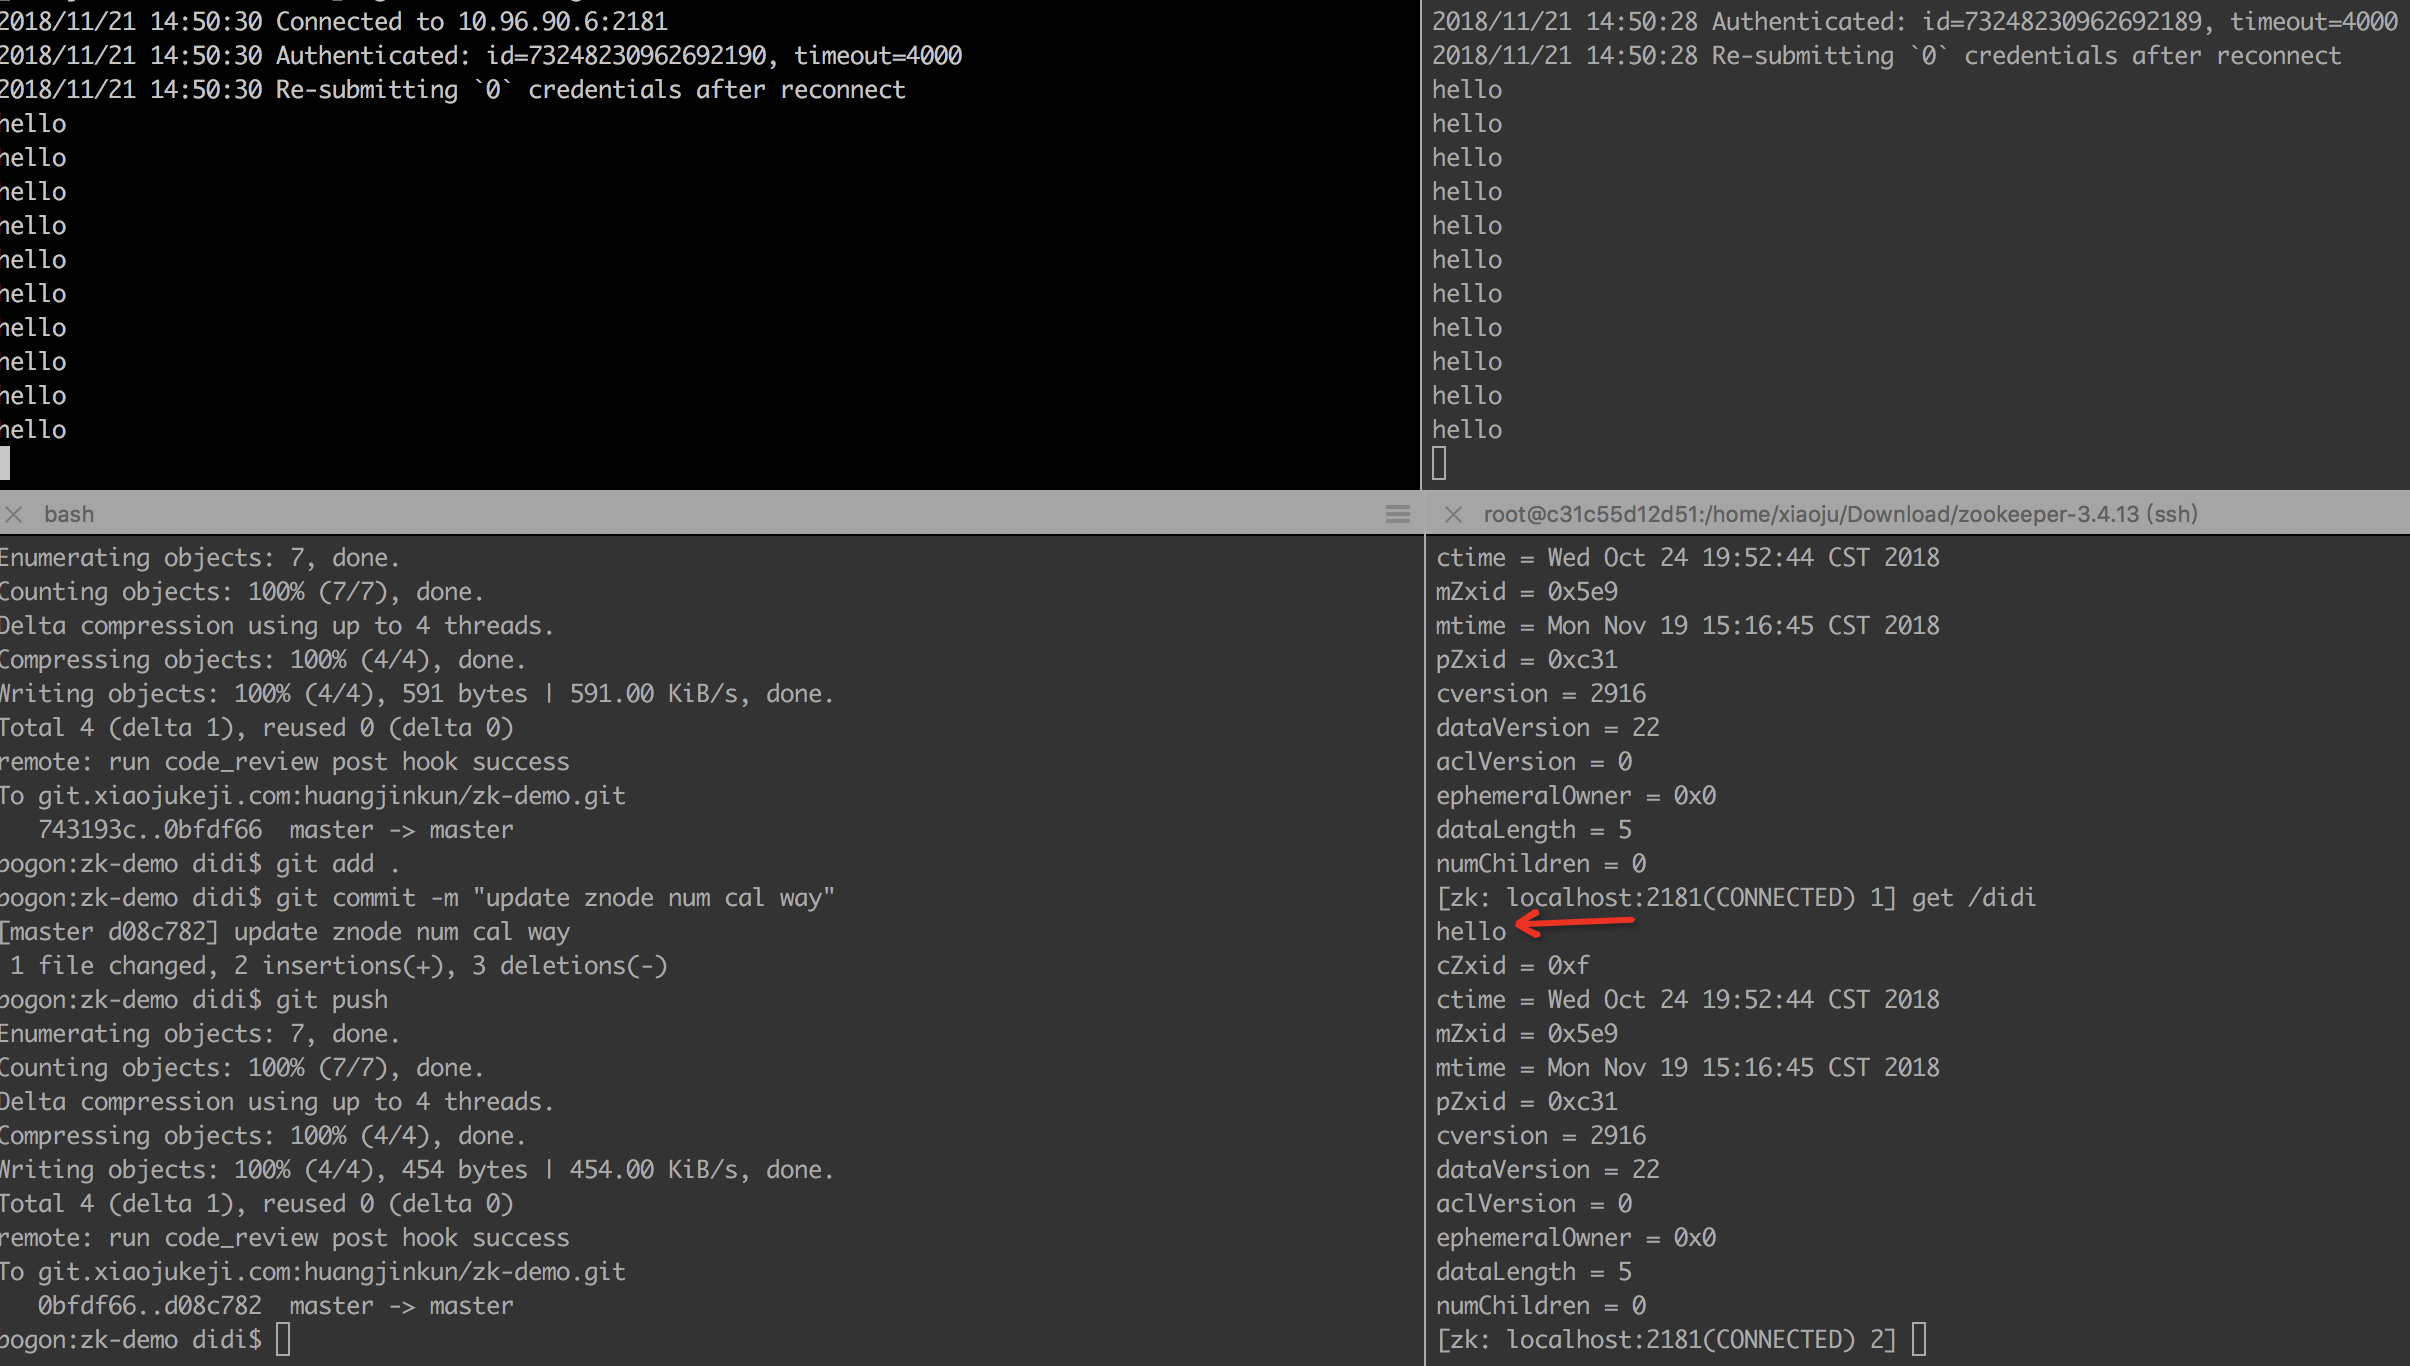 2018/11/21 14:50:30 Connected to 10.96.90.6:2181
2018/11/21 14:50:30 Authenticated: id=73248230962692190, timeout=4000
2018/11/21 14:50:30 Re-submitting `0` credentials after reconnect
hello
hello
hello
hello
hello
hello
hello
hello
hello
hello
2018/11/21 14:50:28 Authenticated: id=73248230962692189, timeout=4000
2018/11/21 14:50:28 Re-submitting `0` credentials after reconnect
hello
hello
hello
hello
hello
hello
hello
hello
hello
hello
hello
bash
Enumerating objects: 7, done.
Counting objects: 100% (7/7), done.
Delta compression using up to 4 threads.
Compressing objects: 100% (4/4), done.
Writing objects: 100% (4/4), 591 bytes | 591.00 KiB/s, done.
Total 4 (delta 1), reused 0 (delta 0)
remote: run code_review post hook success
To git.xiaojukeji.com:huangjinkun/zk-demo.git
743193c..0bfdf66  master -> master
bogon:zk-demo didi$ git add .
bogon:zk-demo didi$ git commit -m "update znode num cal way"
[master d08c782] update znode num cal way
1 file changed, 2 insertions(+), 3 deletions(-)
bogon:zk-demo didi$ git push
Enumerating objects: 7, done.
Counting objects: 100% (7/7), done.
Delta compression using up to 4 threads.
Compressing objects: 100% (4/4), done.
Writing objects: 100% (4/4), 454 bytes | 454.00 KiB/s, done.
Total 4 (delta 1), reused 0 (delta 0)
remote: run code_review post hook success
To git.xiaojukeji.com:huangjinkun/zk-demo.git
0bfdf66..d08c782  master -> master
bogon:zk-demo didi$
root@c31c55d12d51:/home/xiaoju/Download/zookeeper-3.4.13 (ssh)
ctime = Wed Oct 24 19:52:44 CST 2018
mZxid = 0x5e9
mtime = Mon Nov 19 15:16:45 CST 2018
pZxid = 0xc31
cversion = 2916
dataVersion = 22
aclVersion = 0
ephemeralOwner = 0x0
dataLength = 5
numChildren = 0
[zk: localhost:2181(CONNECTED) 1] get /didi
hello
cZxid = 0xf
ctime = Wed Oct 24 19:52:44 CST 2018
mZxid = 0x5e9
mtime = Mon Nov 19 15:16:45 CST 2018
pZxid = 0xc31
cversion = 2916
dataVersion = 22
aclVersion = 0
ephemeralOwner = 0x0
dataLength = 5
numChildren = 0
[zk: localhost:2181(CONNECTED) 2]